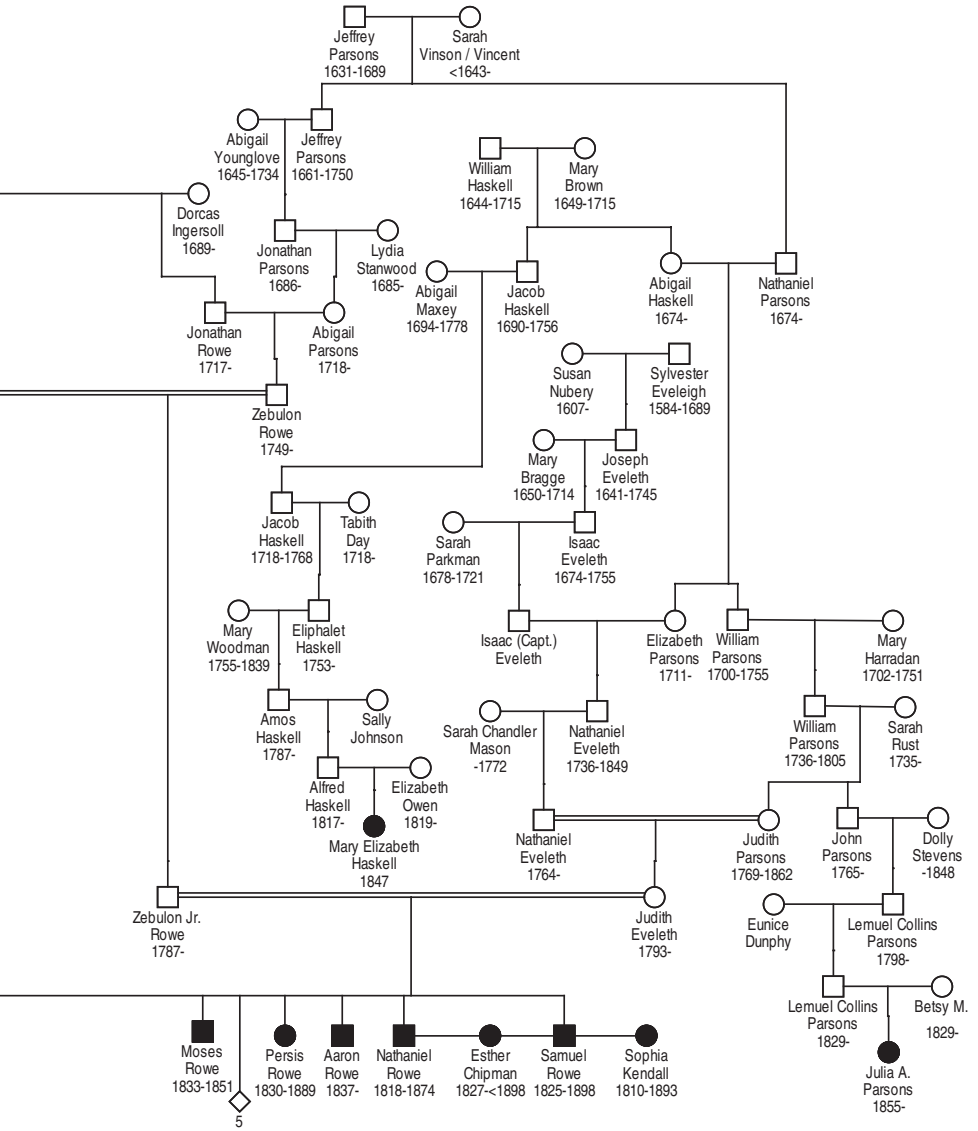 Jeffrey
Parsons
1631-1689
Sarah
Vinson / Vincent
<1643-
Abigail
Younglove
1645-1734
Jeffrey
Parsons
1661-1750
William
Haskell
1644-1715
Mary
Brown
1649-1715
Dorcas
Ingersoll
1689-
Jonathan
Parsons
1686-
Lydia
Stanwood
1685-
Abigail
Maxey
1694-1778
Jacob
Haskell
1690-1756
Abigail
Haskell
1674-
Nathaniel
Parsons
1674-
Jonathan
Rowe
1717-
Abigail
Parsons
1718-
Susan
Nubery
1607-
Sylvester
Eveleigh
1584-1689
Zebulon
Rowe
1749-
Mary
Bragge
1650-1714
Joseph
Eveleth
1641-1745
Jacob
Haskell
1718-1768
Tabith
Day
1718-
Sarah
Parkman
1678-1721
Isaac
Eveleth
1674-1755
Mary
Woodman
1755-1839
Eliphalet
Haskell
1753-
Isaac (Capt.)
Eveleth
Elizabeth
Parsons
1711-
William
Parsons
1700-1755
Mary
Harradan
1702-1751
Amos
Haskell
1787-
Sally
Johnson
Sarah Chandler
Mason
-1772
Nathaniel
Eveleth
1736-1849
William
Parsons
1736-1805
Sarah
Rust
1735-
Alfred
Haskell
1817-
Elizabeth
Owen
1819-
Mary Elizabeth
Haskell
1847
Nathaniel
Eveleth
1764-
Judith
Parsons
1769-1862
John
Parsons
1765-
Dolly
Stevens
-1848
Zebulon Jr.
Rowe
1787-
Judith
Eveleth
1793-
Eunice
Dunphy
Lemuel Collins
Parsons
1798-
Lemuel Collins
Parsons
1829-
Betsy M.
1829-
Moses
Rowe
1833-1851
5
Persis
Rowe
1830-1889
Aaron
Rowe
1837-
Nathaniel
Rowe
1818-1874
Esther
Chipman
1827-<1898
Samuel
Rowe
1825-1898
Sophia
Kendall
1810-1893
Julia A.
Parsons
1855-